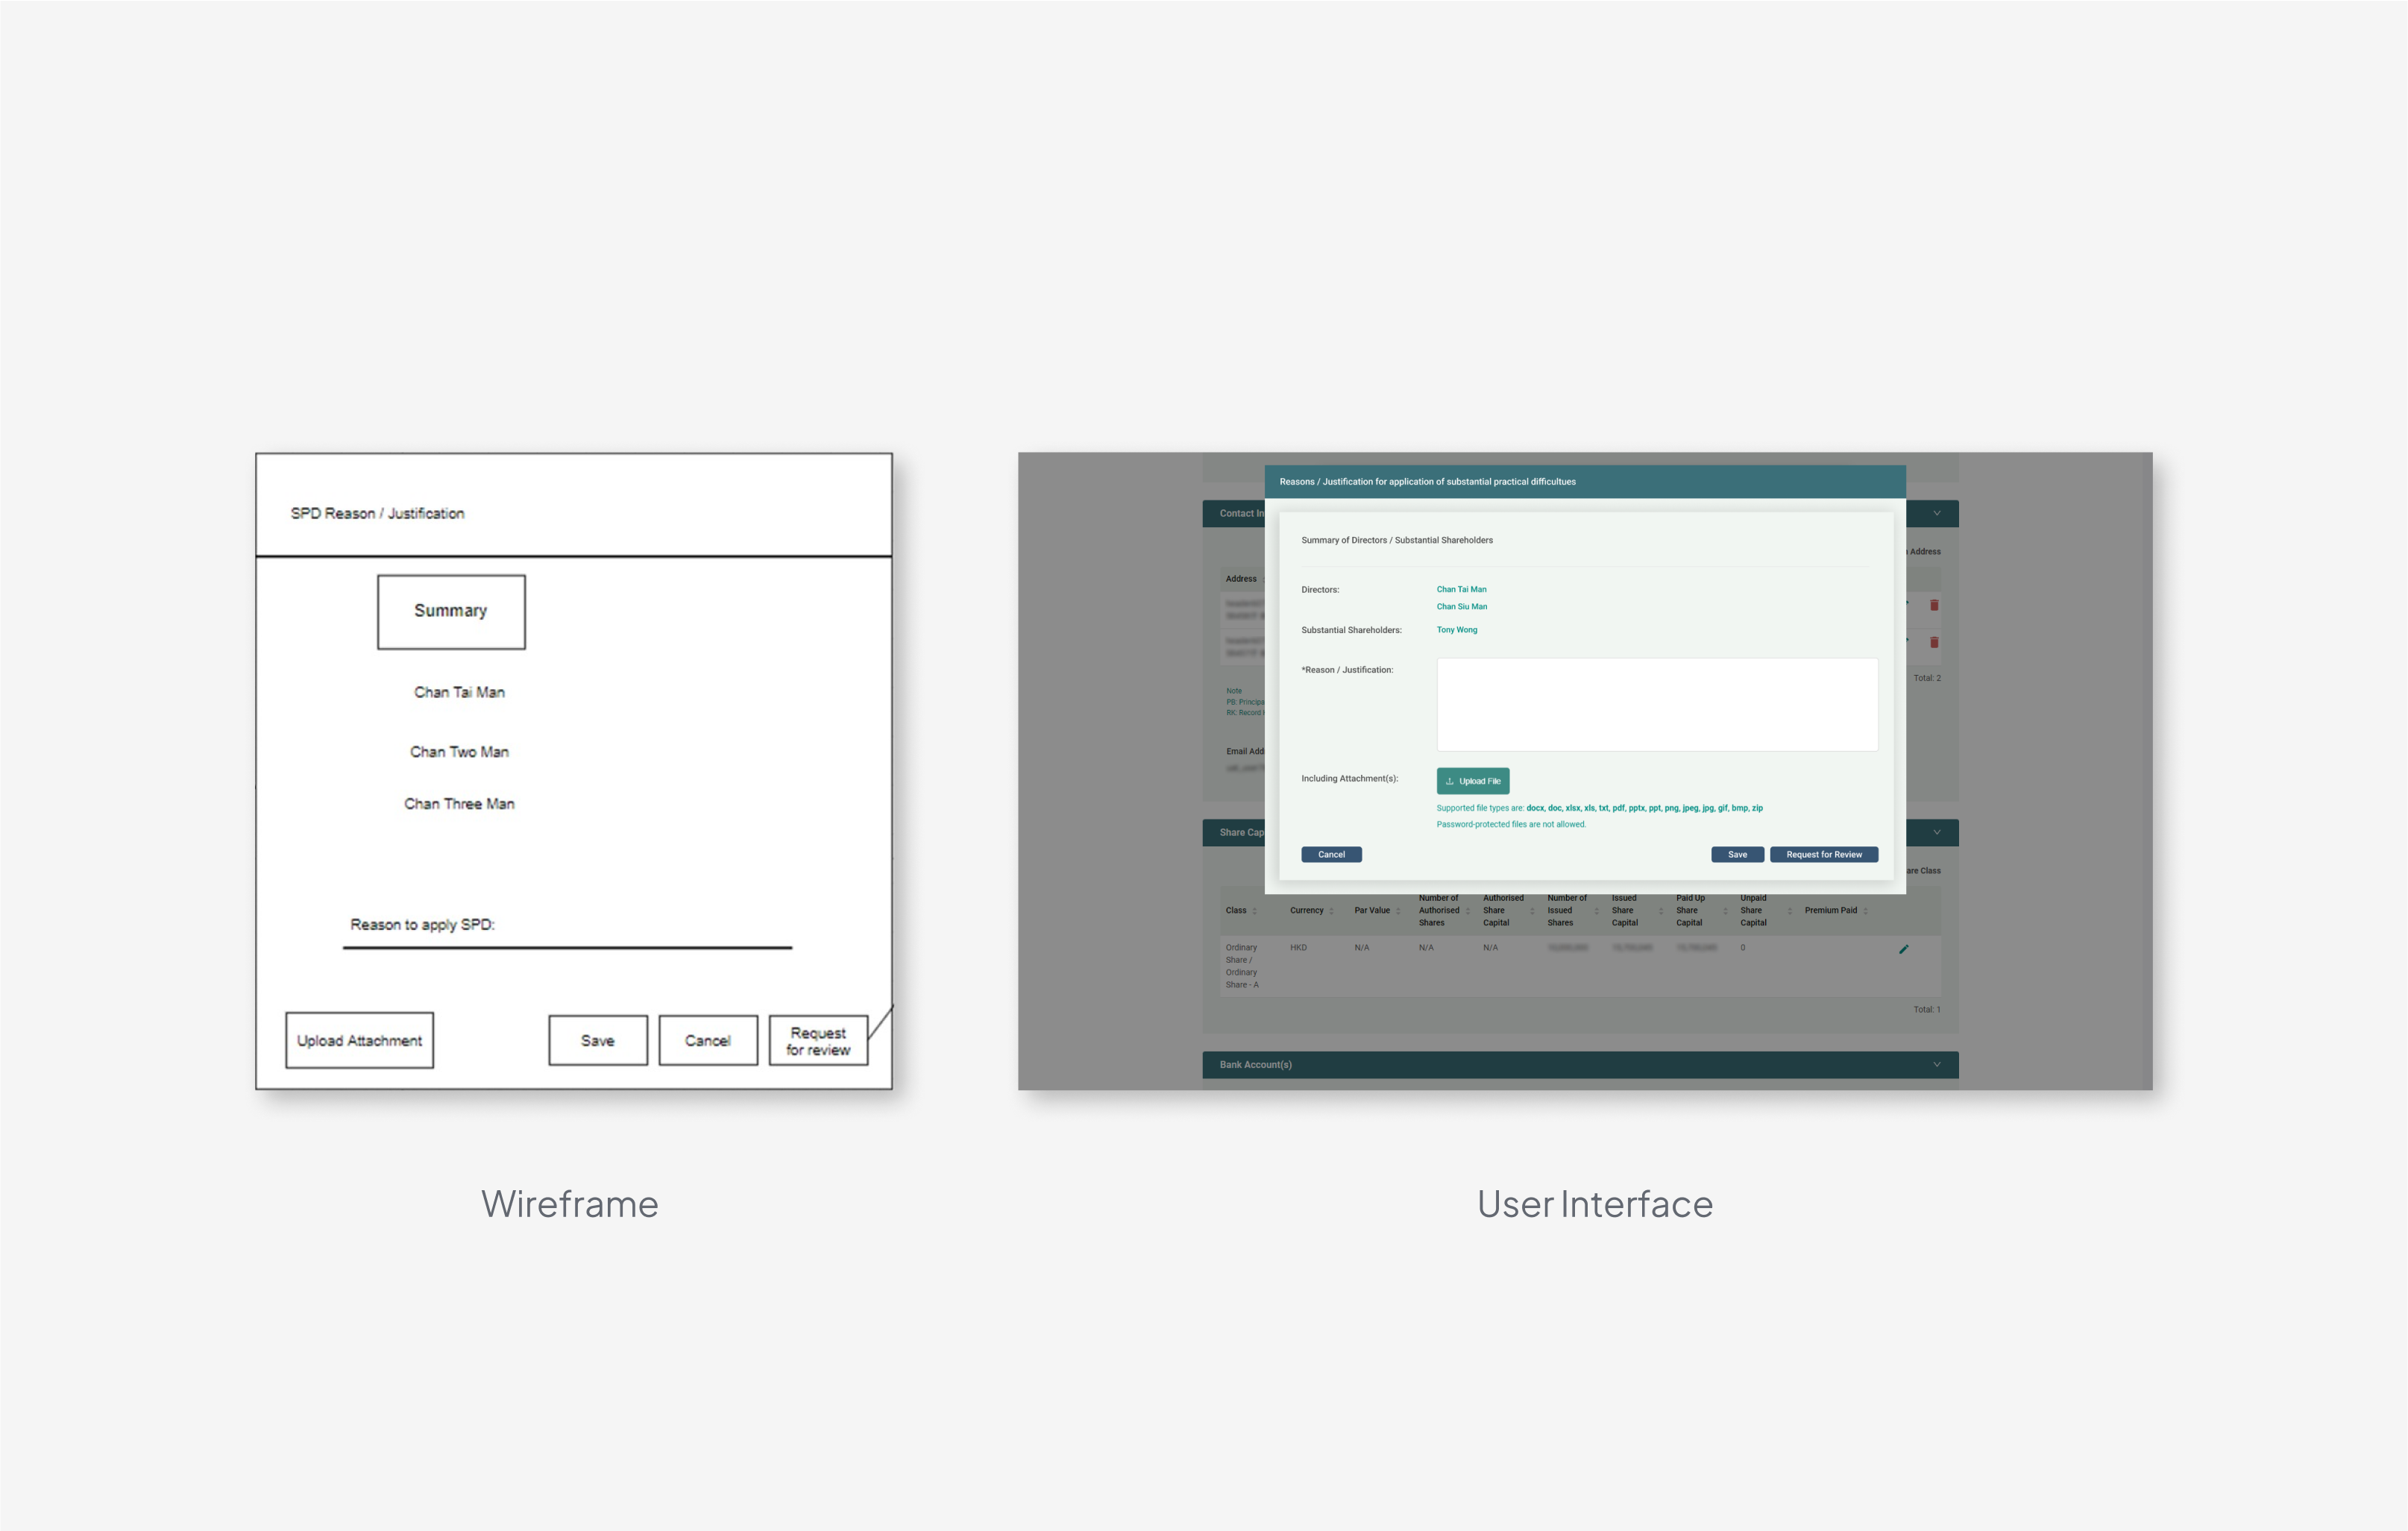 SPD Reason / Justification
Summary
Chan Tai Man
Chan Two Man
Chan Three Man
Reason to apply SPD:
Upload Attachment
Save
Cancel
Request
for review
Wireframe
Reasons / Justification for application of substantial practical difficultues
Summary of Directors / Substantial Shareholders
Directors:
Chan Tai Man
Chan Siu Man
Substantial Shareholders:
Tony Wong
*Reason / Justification:
Including Attachment(s):
Upload File
Supported file types are: docx, doc, xlsx, xls, txt, pdf, pptx, ppt, png, jpeg, jpg, gif, bmp, zip
Password-protected files are not allowed.
Cancel
Save
Request for Review
Contact In
Address
Address
Total: 2
Note
PB: Principa
RK: Record
Email Add
Share Cap
are Class
Class
Currency
Par Value
Number of
Authorised
Shares
Authorised
Share
Capital
Number of
Issued
Shares
Issued
Share
Capital
Paid Up
Share
Capital
Unpaid
Share
Capital
Premium Paid
Ordinary
Share /
Ordinary
Share - A
HKD
N/A
N/A
N/A
0
Total: 1
Bank Account(s)
User Interface